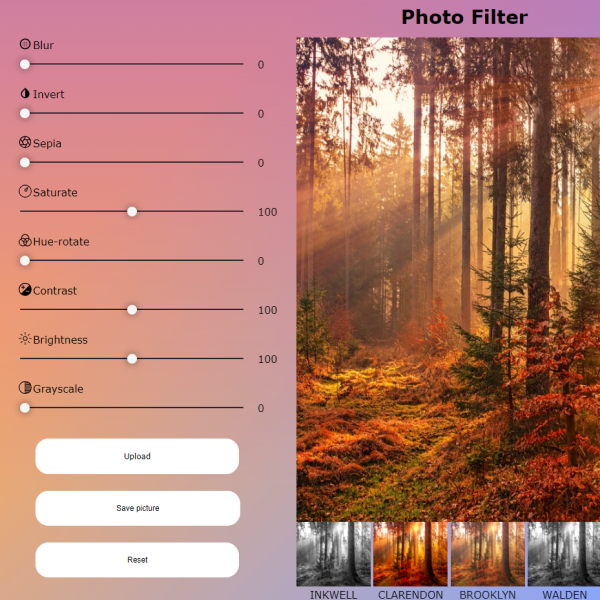 Photo Filter
Blur
0
Invert
0
Sepia
0
Saturate
100
Hue-rotate
0
Contrast
100
Brightness
100
Grayscale
0
Upload
Save picture
Reset
INKWELL CLARENDON BROOKLYN WALDEN